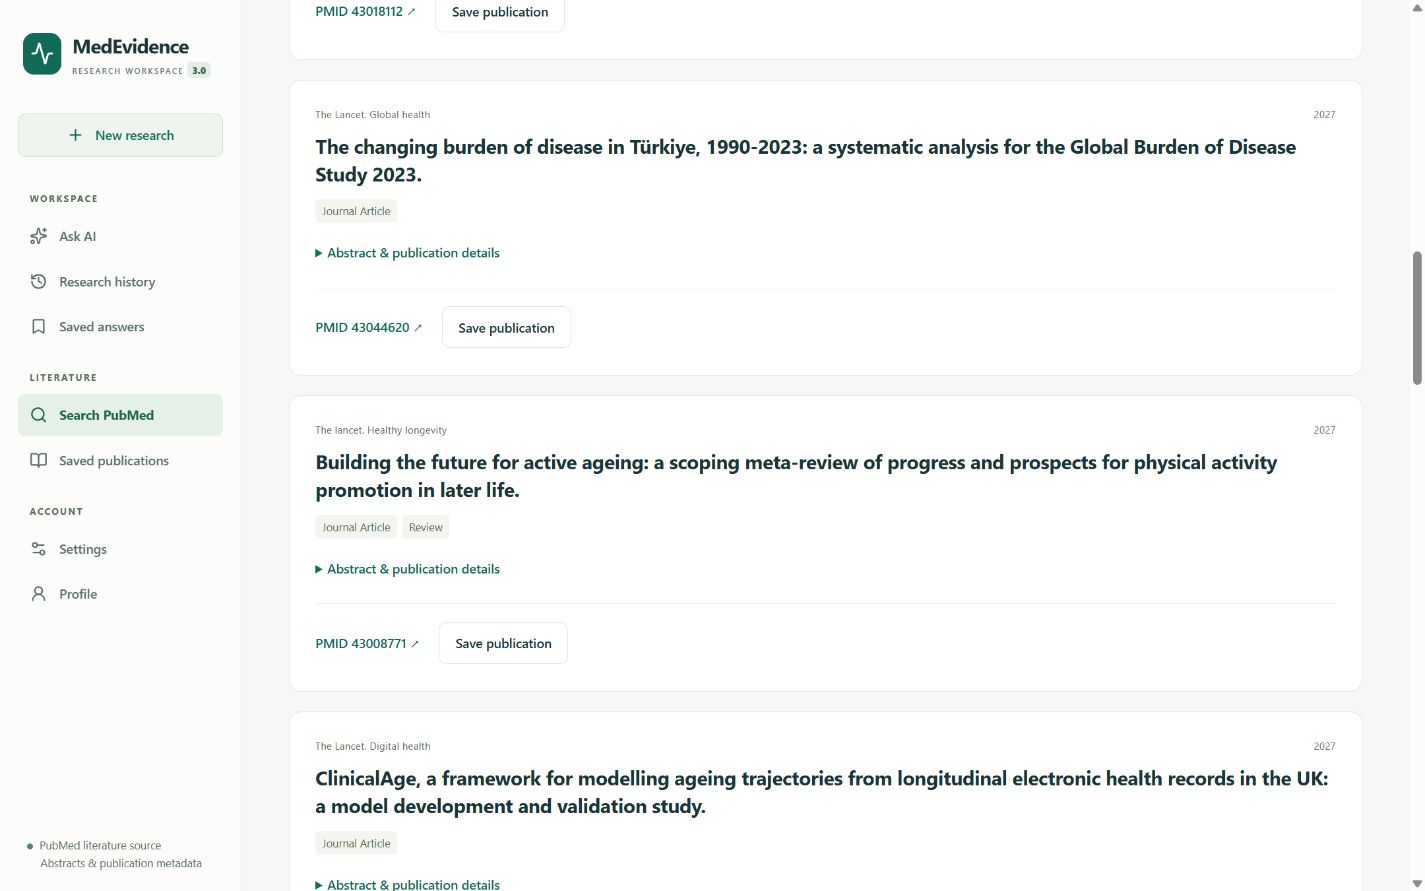 MedEvidence
RESEARCH WORKSPACE 3.0
+ New research
WORKSPACE
Ask AI
Research history
Saved answers
LITERATURE
Search PubMed
Saved publications
ACCOUNT
Settings
Profile
PubMed literature source
Abstracts & publication metadata
PMID 43018112 ↗ Save publication
The Lancet. Global health 2027
The changing burden of disease in Türkiye, 1990-2023: a systematic analysis for the Global Burden of Disease
Study 2023.
Journal Article
▶ Abstract & publication details
PMID 43044620 ↗ Save publication
The lancet. Healthy longevity 2027
Building the future for active ageing: a scoping meta-review of progress and prospects for physical activity
promotion in later life.
Journal Article Review
▶ Abstract & publication details
PMID 43008771 ↗ Save publication
The Lancet. Digital health 2027
ClinicalAge, a framework for modelling ageing trajectories from longitudinal electronic health records in the UK:
a model development and validation study.
Journal Article
▶ Abstract & publication details